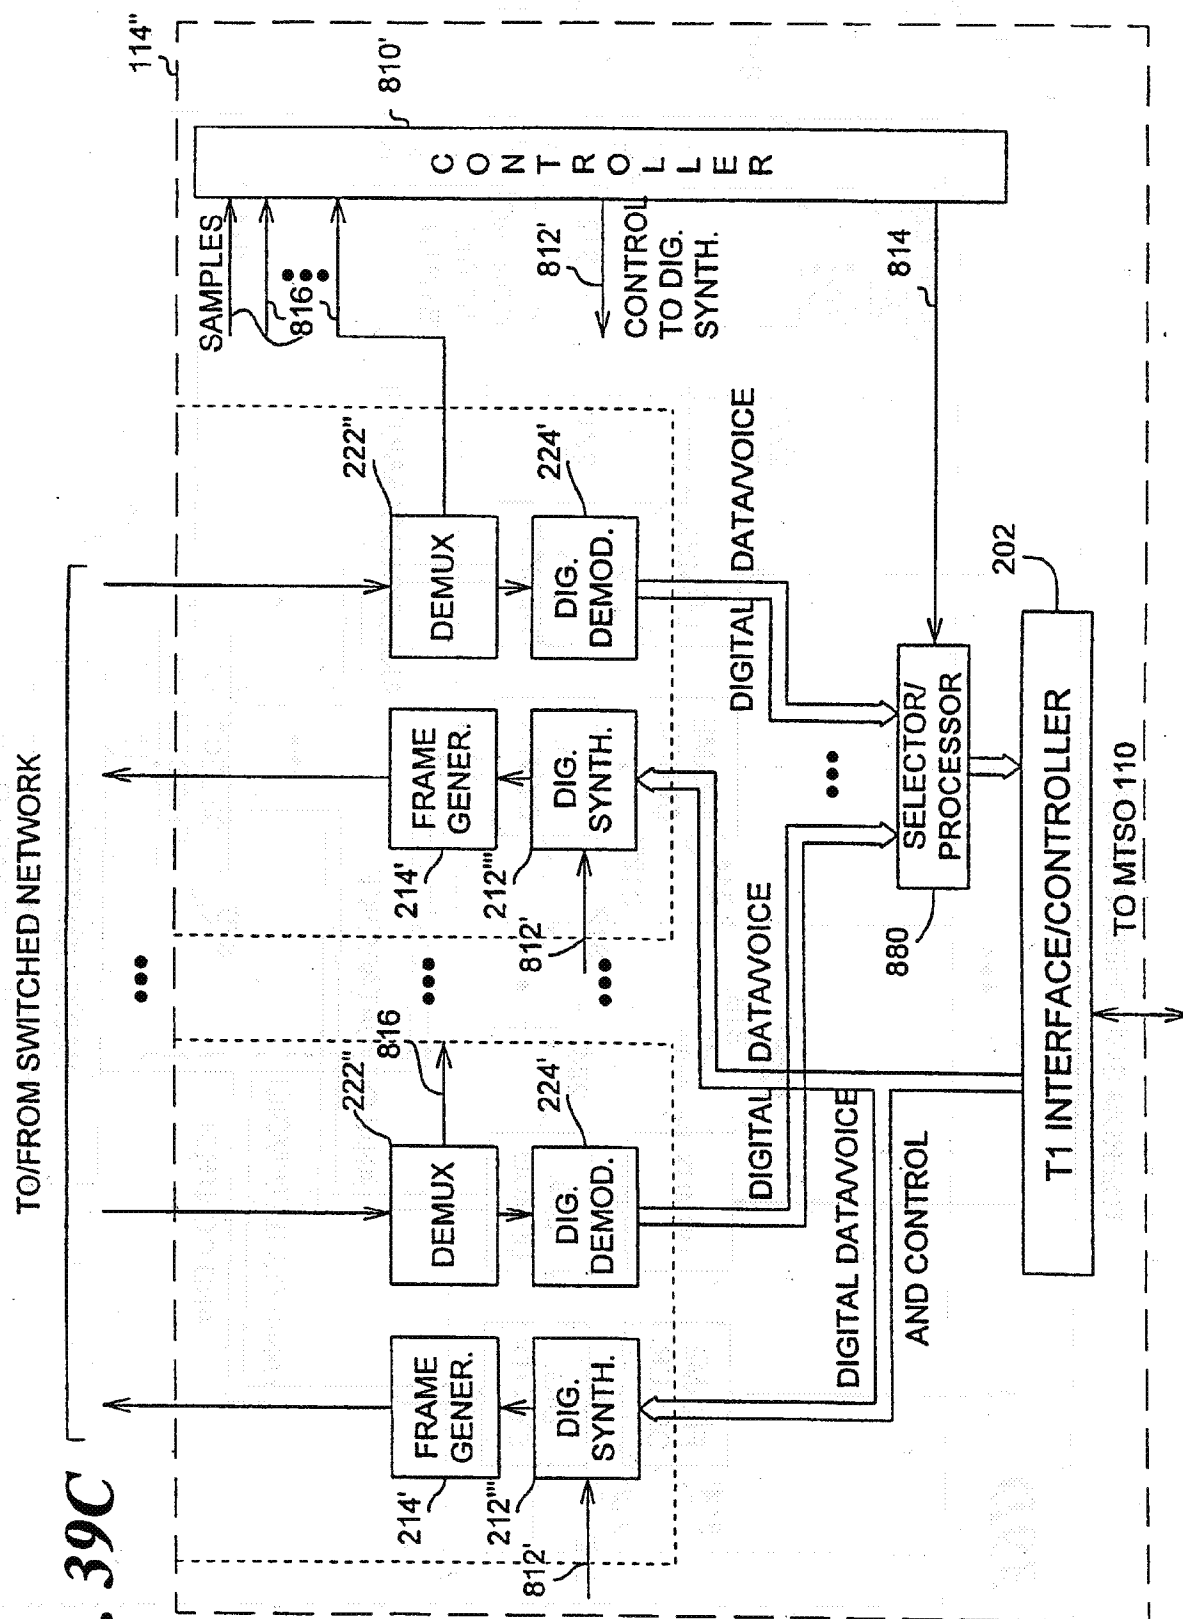 TO/FROM SWITCHED NETWORK
114"
SAMPLES
816
CONTROLLER
810'
812'
CONTROL
TO DIG.
SYNTH.
814
222"
DEMUX
224'
DIG.
DEMOD.
FRAME
GENER.
214'
DIG.
SYNTH.
212'''
812'
816
222"
DEMUX
224'
DIG.
DEMOD.
FRAME
GENER.
214'
DIG.
SYNTH.
212'''
812'
DIGITAL DATA/VOICE
DIGITAL DATA/VOICE
DIGITAL DATA/VOICE
AND CONTROL
SELECTOR/
PROCESSOR
880
T1 INTERFACE/CONTROLLER
202
TO MTSO 110
. 39C